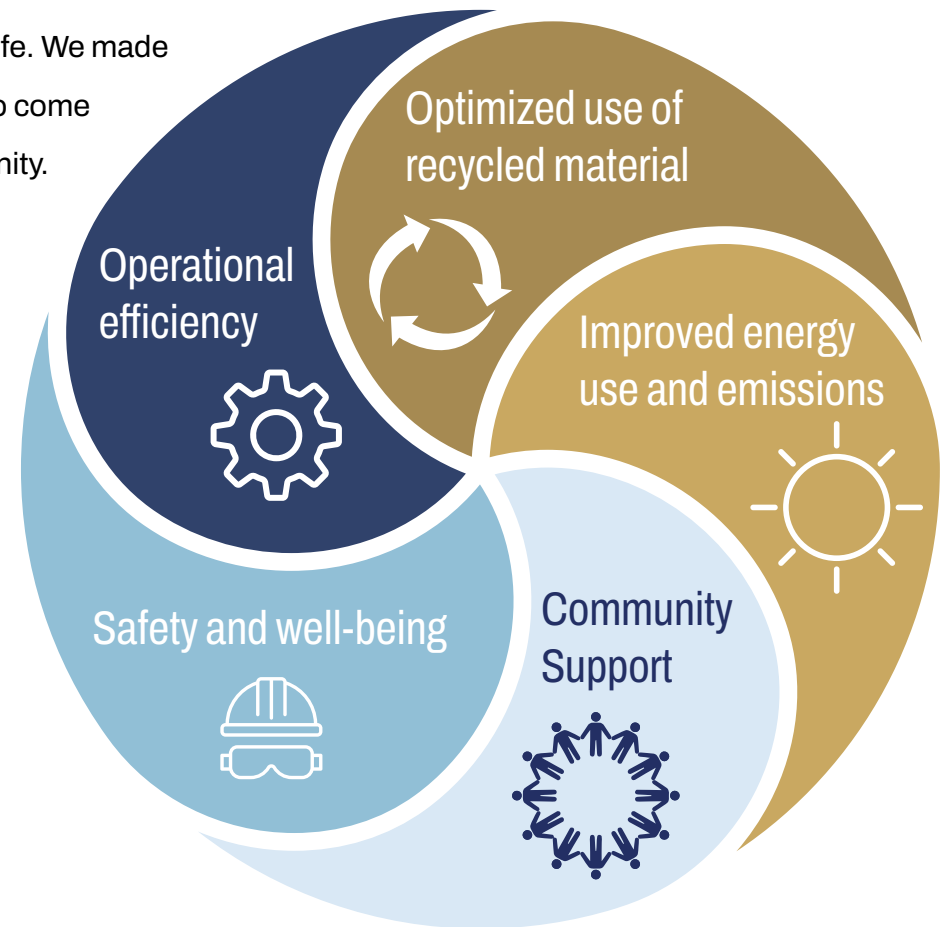 fe. We made
o come
nity.
Optimized use of
recycled material
Operational
efficiency
Improved energy
use and emissions
Safety and well-being
Community
Support